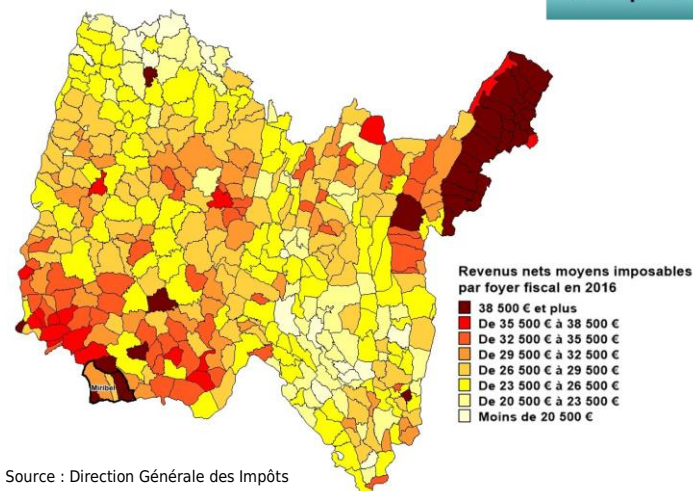 Miribel
Revenus nets moyens imposables
par foyer fiscal en 2016
38 500 € et plus
De 35 500 € à 38 500 €
De 32 500 € à 35 500 €
De 29 500 € à 32 500 €
De 26 500 € à 29 500 €
De 23 500 € à 26 500 €
De 20 500 € à 23 500 €
Moins de 20 500 €
Source : Direction Générale des Impôts